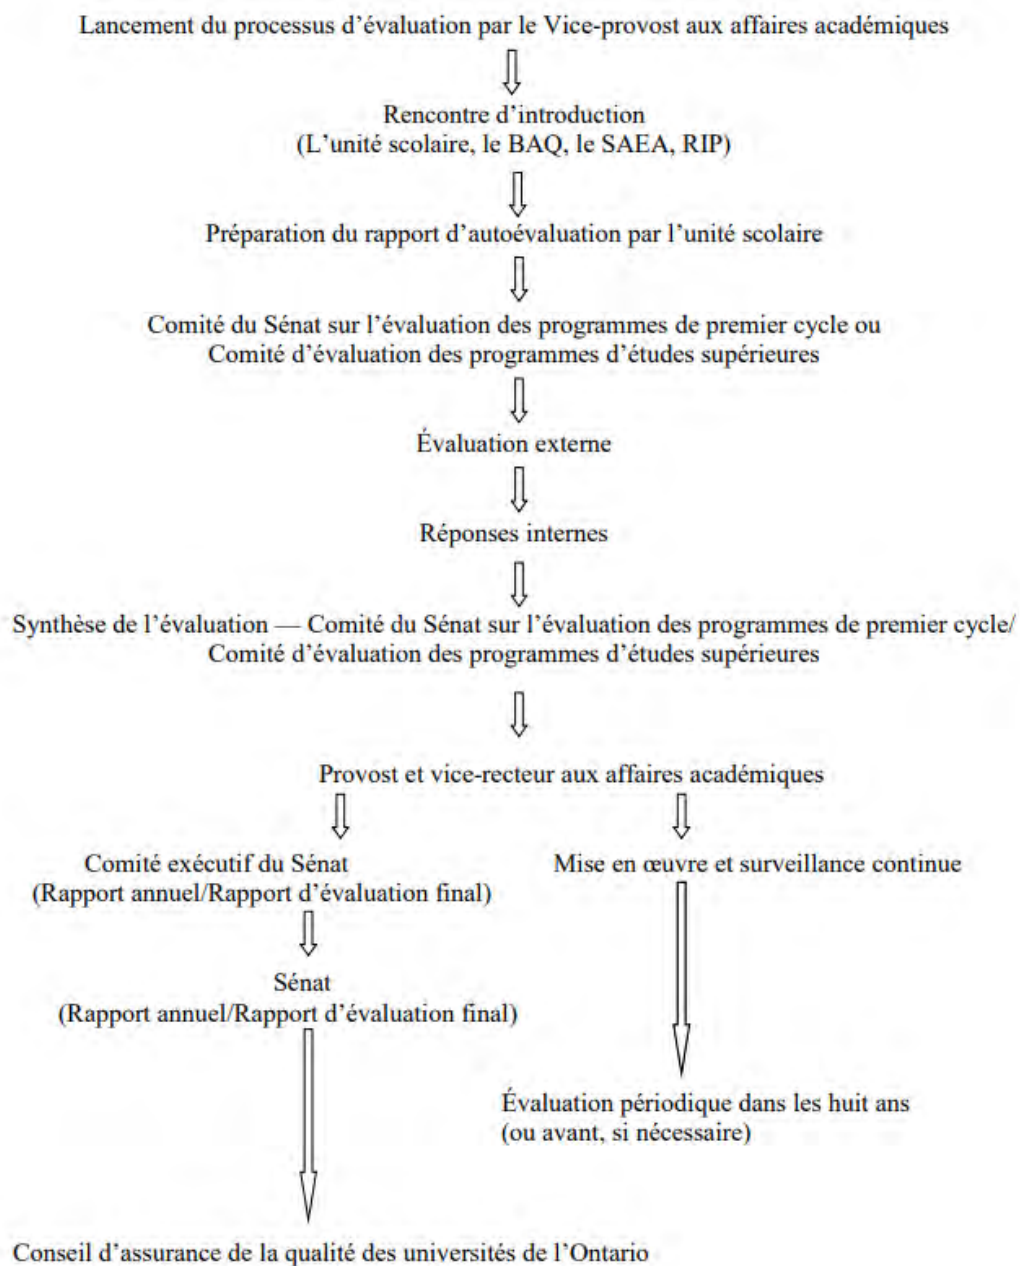 Lancement du processus d’évaluation par le Vice-provost aux affaires académiques
Rencontre d’introduction
(L’unité scolaire, le BAQ, le SAEA, RIP)
Préparation du rapport d’autoévaluation par l’unité scolaire
Comité du Sénat sur l’évaluation des programmes de premier cycle ou
Comité d’évaluation des programmes d’études supérieures
Évaluation externe
Réponses internes
Synthèse de l’évaluation — Comité du Sénat sur l’évaluation des programmes de premier cycle/
Comité d’évaluation des programmes d’études supérieures
Provost et vice-recteur aux affaires académiques
Comité exécutif du Sénat
(Rapport annuel/Rapport d’évaluation final)
Sénat
(Rapport annuel/Rapport d’évaluation final)
Conseil d’assurance de la qualité des universités de l’Ontario
Mise en œuvre et surveillance continue
Évaluation périodique dans les huit ans
(ou avant, si nécessaire)